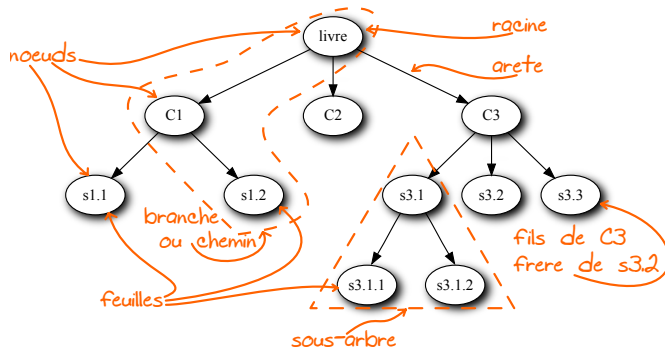 livre
racine
noeuds
arete
C1
C2
C3
s1.1
s1.2
s3.1
s3.2
s3.3
branche
ou chemin
fils de C3
frere de s3.2
s3.1.1
s3.1.2
feuilles
sous-arbre